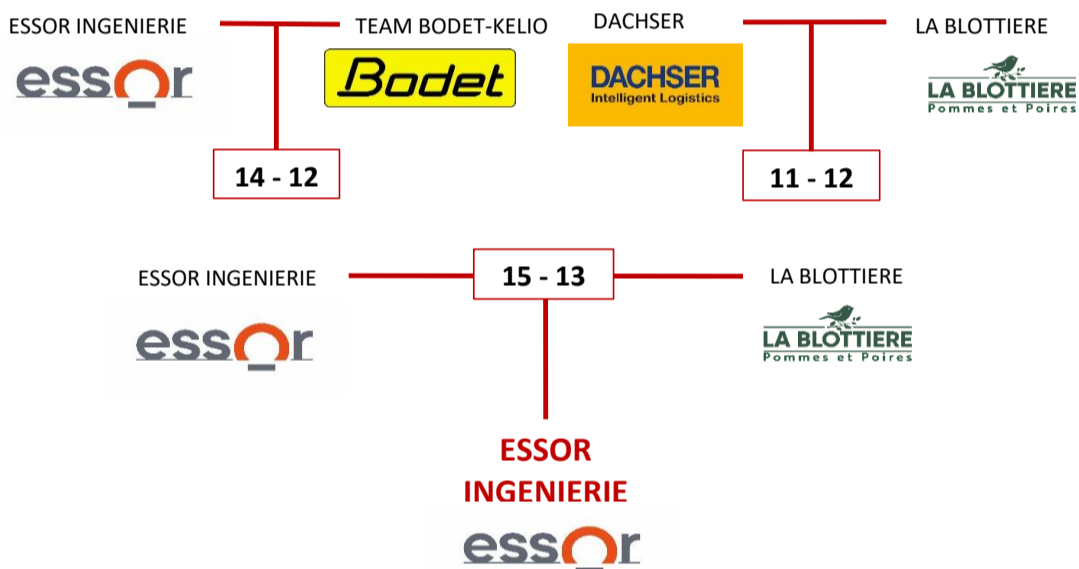 ESSOR INGENIERIE
TEAM BODET-KELIO
DACHSER
LA BLOTTIERE
essor
Bodet
DACHSER
Intelligent Logistics
LA BLOTTIERE
Pommes et Poires
14 - 12
11 - 12
ESSOR INGENIERIE
15 - 13
LA BLOTTIERE
essor
LA BLOTTIERE
Pommes et Poires
ESSOR
INGENIERIE
essor